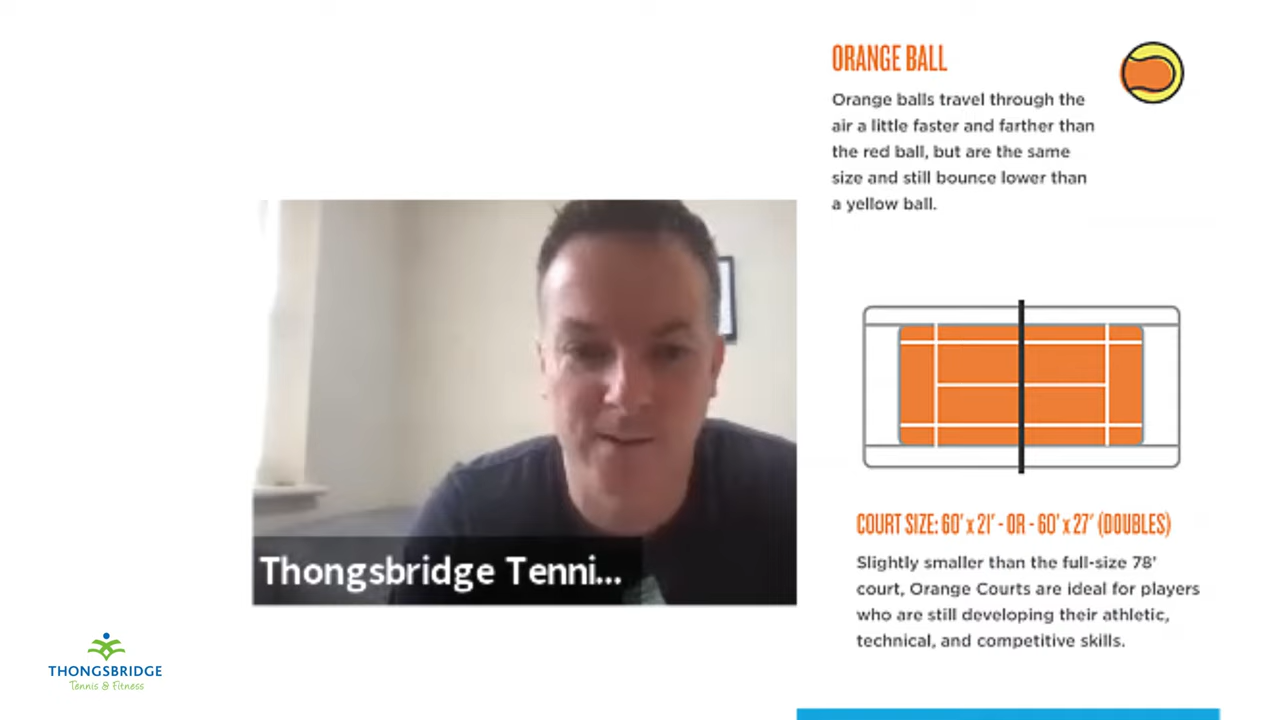 ORANGE BALL
Orange balls travel through the
air a little faster and farther than
the red ball, but are the same
size and still bounce lower than
a yellow ball.
Thongsbridge Tenni...
COURT SIZE: 60' x 21' - OR - 60' x 27' (DOUBLES)
Slightly smaller than the full-size 78'
court, Orange Courts are ideal for players
who are still developing their athletic,
technical, and competitive skills.
THONGSBRIDGE
Tennis & Fitness